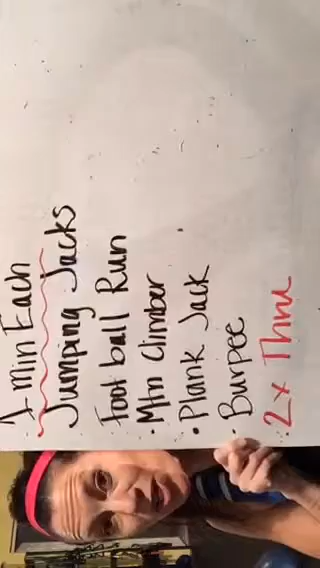 1 Min Each
Jumping Jacks
Football Run
• Mtn Climber
• Plank Jack
• Burpee
2x Thru